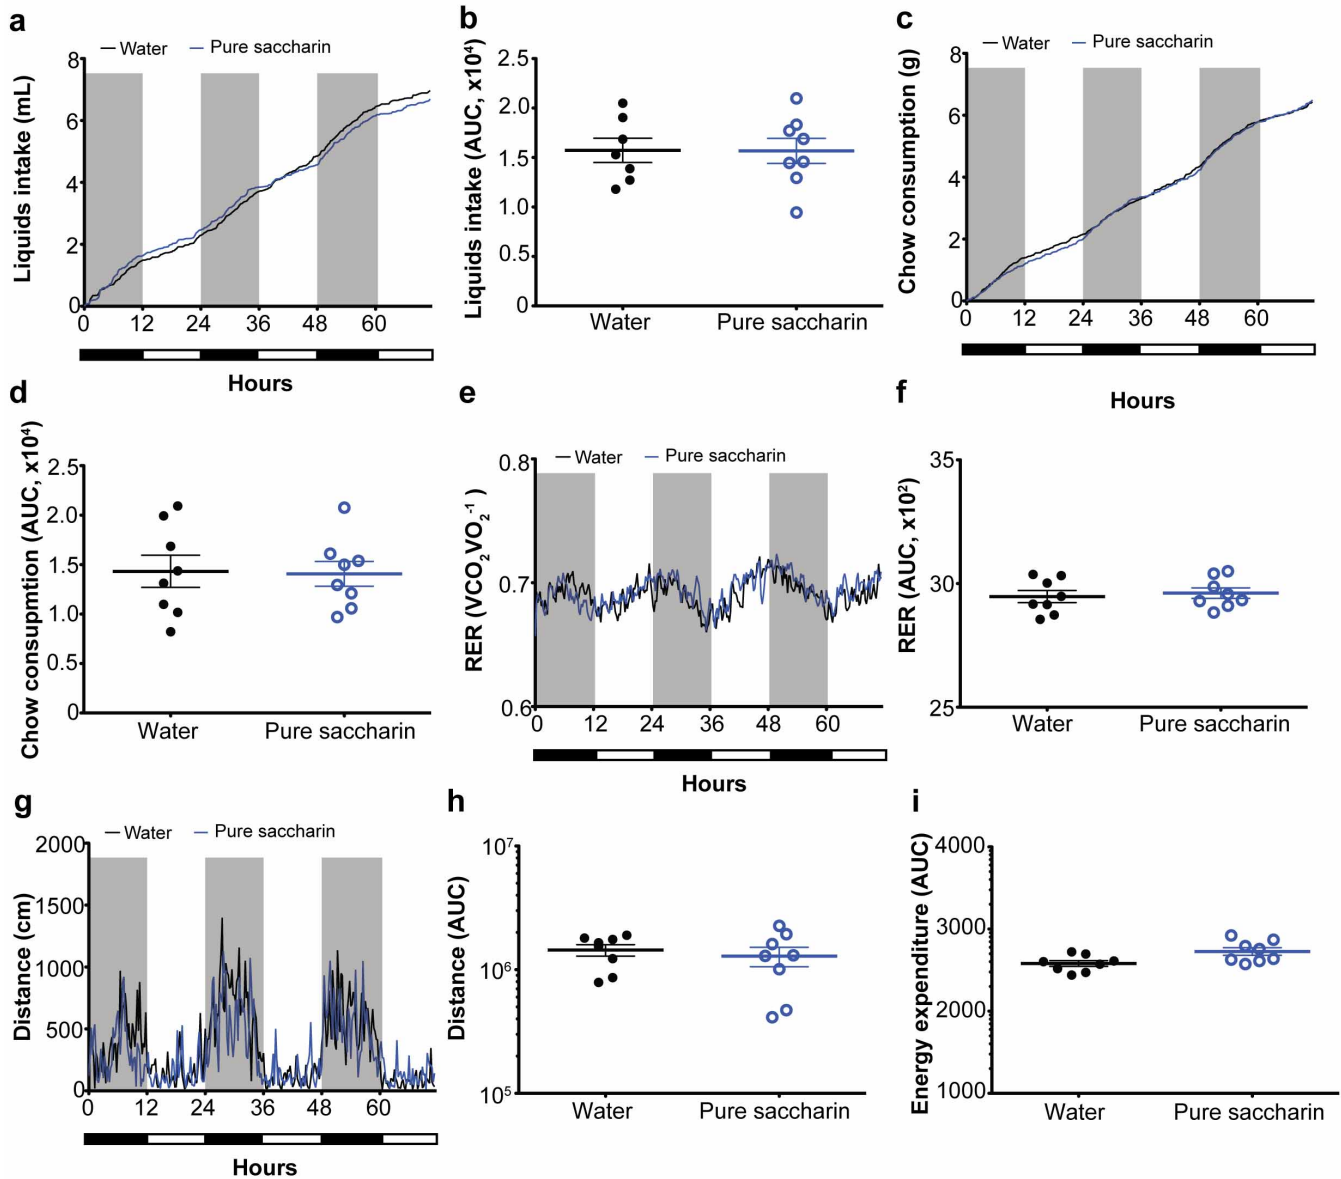 a
Water
Pure saccharin
Liquids intake (mL)
8
6
4
2
0
0 12 24 36 48 60
Hours
b
Liquids intake (AUC, x10⁴)
2.5
2.0
1.5
1.0
0.5
0
Water Pure saccharin
c
Water
Pure saccharin
Chow consumption (g)
8
6
4
2
0
0 12 24 36 48 60
Hours
d
Chow consupmtion (AUC, x10⁴)
2.5
2.0
1.5
1.0
0.5
0
Water Pure saccharin
e
Water
Pure saccharin
RER (VCO₂VO₂⁻¹ )
0.8
0.7
0.6
0 12 24 36 48 60
Hours
f
RER (AUC, x10²)
35
30
25
Water Pure saccharin
g
Water
Pure saccharin
Distance (cm)
2000
1500
1000
500
0
0 12 24 36 48 60
Hours
h
Distance (AUC)
10⁷
10⁶
10⁵
Water Pure saccharin
i
Energy expenditure (AUC)
4000
3000
2000
1000
Water Pure saccharin